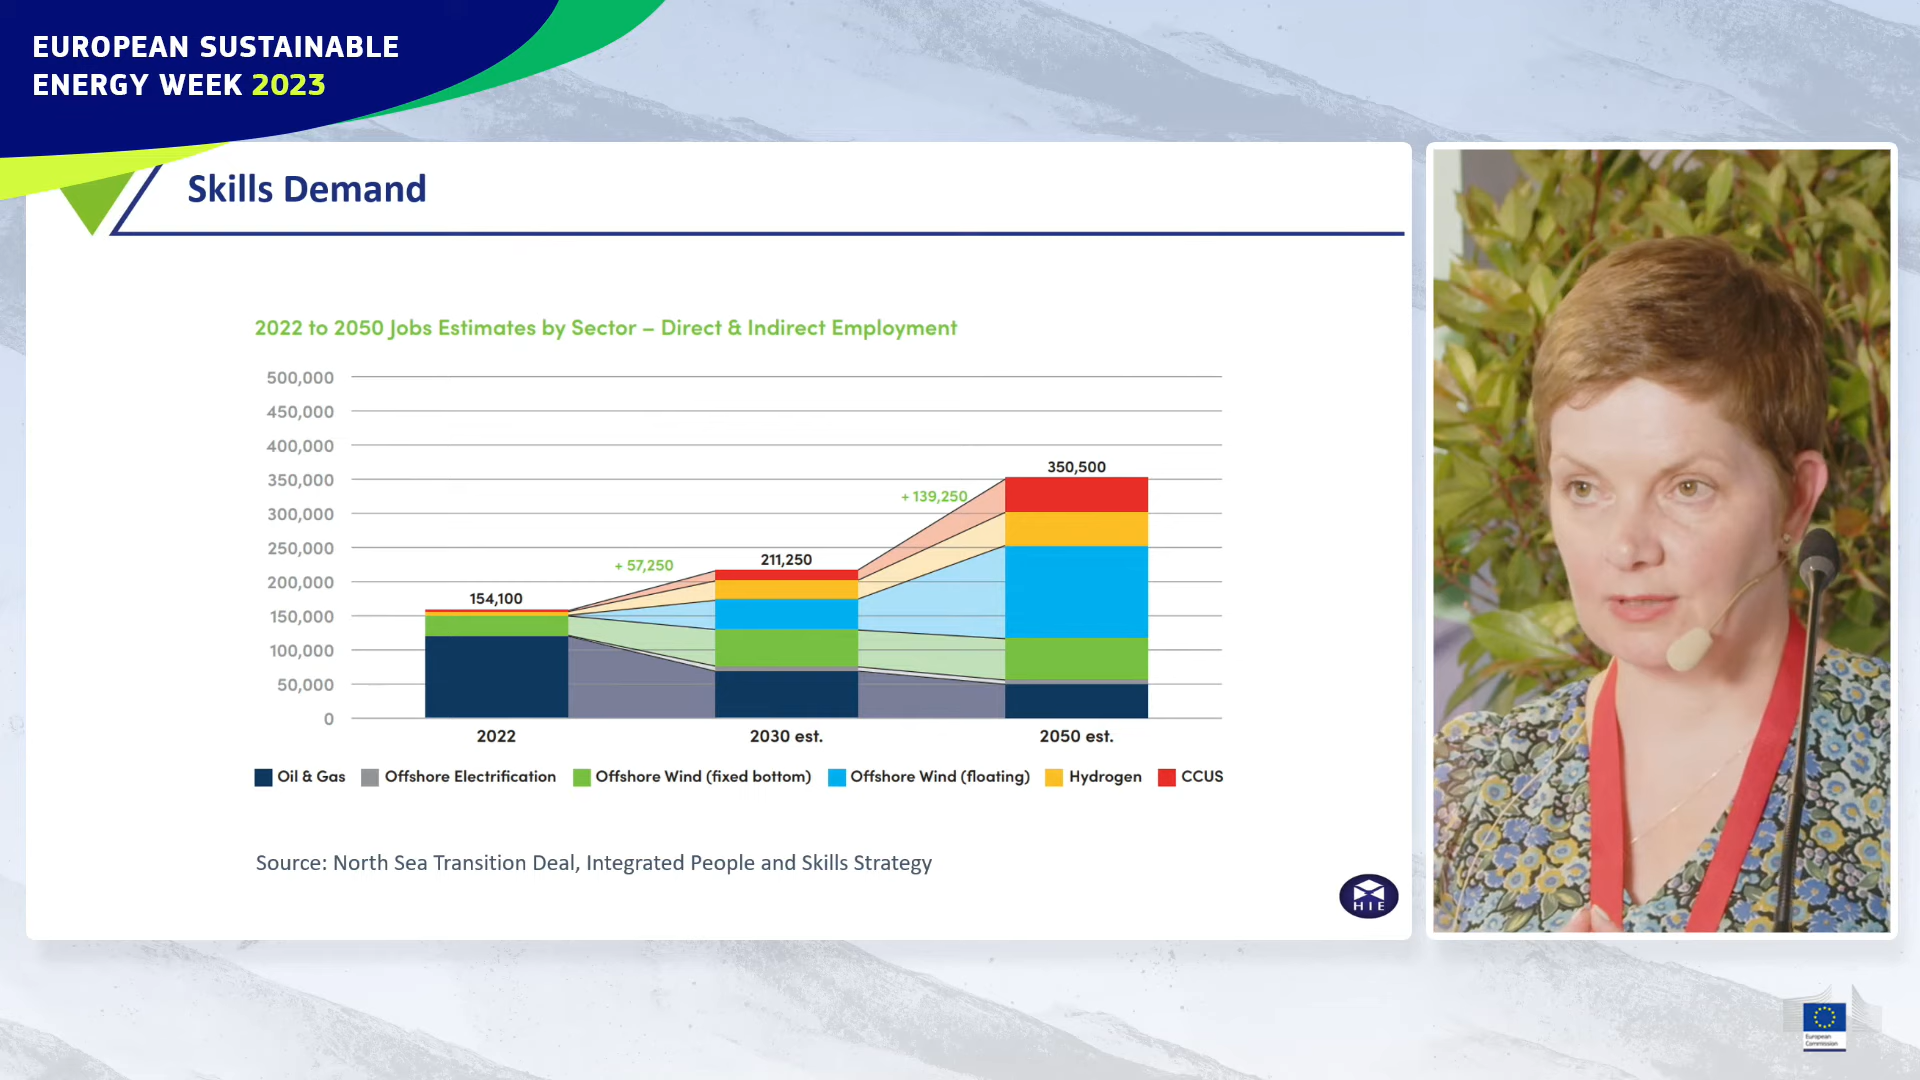 EUROPEAN SUSTAINABLE
ENERGY WEEK 2023
Skills Demand
2022 to 2050 Jobs Estimates by Sector – Direct & Indirect Employment
500,000
450,000
400,000
350,000
300,000
250,000
200,000
150,000
100,000
50,000
0
154,100
+ 57,250
211,250
+ 139,250
350,500
2022
2030 est.
2050 est.
Oil & Gas
Offshore Electrification
Offshore Wind (fixed bottom)
Offshore Wind (floating)
Hydrogen
CCUS
Source: North Sea Transition Deal, Integrated People and Skills Strategy
HIE
European
Commission